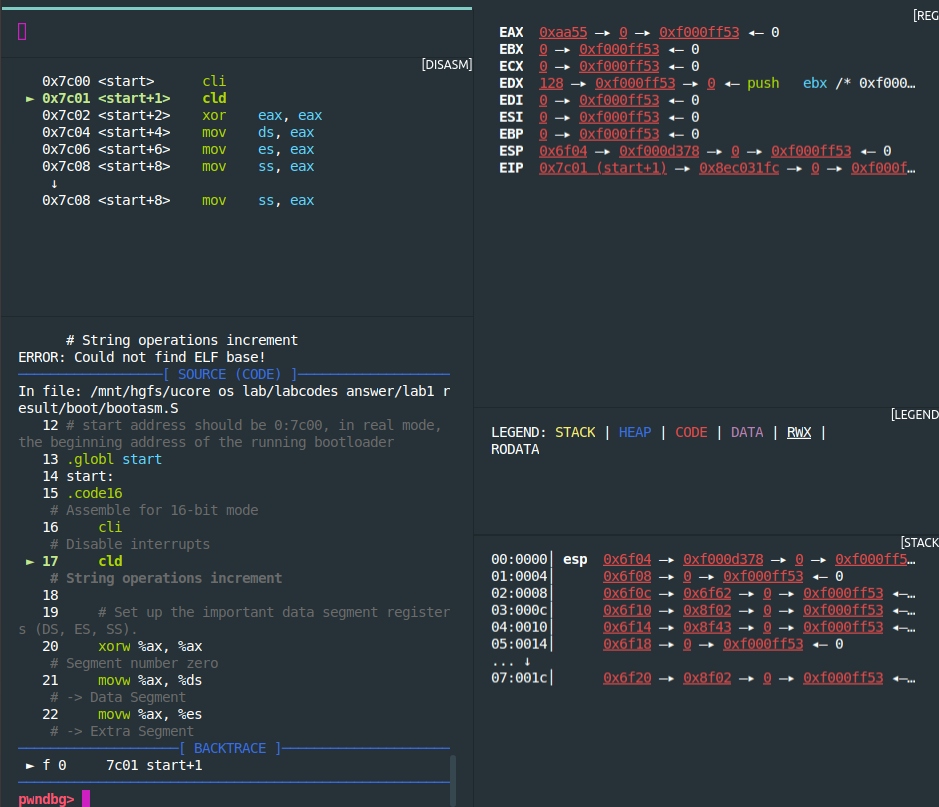 [DISASM]
0x7c00 <start> cli
► 0x7c01 <start+1> cld
0x7c02 <start+2> xor eax, eax
0x7c04 <start+4> mov ds, eax
0x7c06 <start+6> mov es, eax
0x7c08 <start+8> mov ss, eax
↓
0x7c08 <start+8> mov ss, eax
# String operations increment
ERROR: Could not find ELF base!
[ SOURCE (CODE) ]
In file: /mnt/hgfs/ucore os lab/labcodes answer/lab1 r
esult/boot/bootasm.S
12 # start address should be 0:7c00, in real mode,
the beginning address of the running bootloader
13 .globl start
14 start:
15 .code16
# Assemble for 16-bit mode
16 cli
# Disable interrupts
► 17 cld
# String operations increment
18
19 # Set up the important data segment register
s (DS, ES, SS).
20 xorw %ax, %ax
# Segment number zero
21 movw %ax, %ds
# -> Data Segment
22 movw %ax, %es
# -> Extra Segment
[ BACKTRACE ]
► f 0 7c01 start+1
pwndbg>
[REG
EAX 0xaa55 —▸ 0 —▸ 0xf000ff53 ◂— 0
EBX 0 —▸ 0xf000ff53 ◂— 0
ECX 0 —▸ 0xf000ff53 ◂— 0
EDX 128 —▸ 0xf000ff53 —▸ 0 ◂— push ebx /* 0xf000…
EDI 0 —▸ 0xf000ff53 ◂— 0
ESI 0 —▸ 0xf000ff53 ◂— 0
EBP 0 —▸ 0xf000ff53 ◂— 0
ESP 0x6f04 —▸ 0xf000d378 —▸ 0 —▸ 0xf000ff53 ◂— 0
EIP 0x7c01 (start+1) —▸ 0x8ec031fc —▸ 0 —▸ 0xf000f…
[LEGEND
LEGEND: STACK | HEAP | CODE | DATA | RWX |
RODATA
[STACK
00:0000│ esp 0x6f04 —▸ 0xf000d378 —▸ 0 —▸ 0xf000ff5…
01:0004│ 0x6f08 —▸ 0 —▸ 0xf000ff53 ◂— 0
02:0008│ 0x6f0c —▸ 0x6f62 —▸ 0 —▸ 0xf000ff53 ◂—…
03:000c│ 0x6f10 —▸ 0x8f02 —▸ 0 —▸ 0xf000ff53 ◂—…
04:0010│ 0x6f14 —▸ 0x8f43 —▸ 0 —▸ 0xf000ff53 ◂—…
05:0014│ 0x6f18 —▸ 0 —▸ 0xf000ff53 ◂— 0
... ↓
07:001c│ 0x6f20 —▸ 0x8f02 —▸ 0 —▸ 0xf000ff53 ◂—…